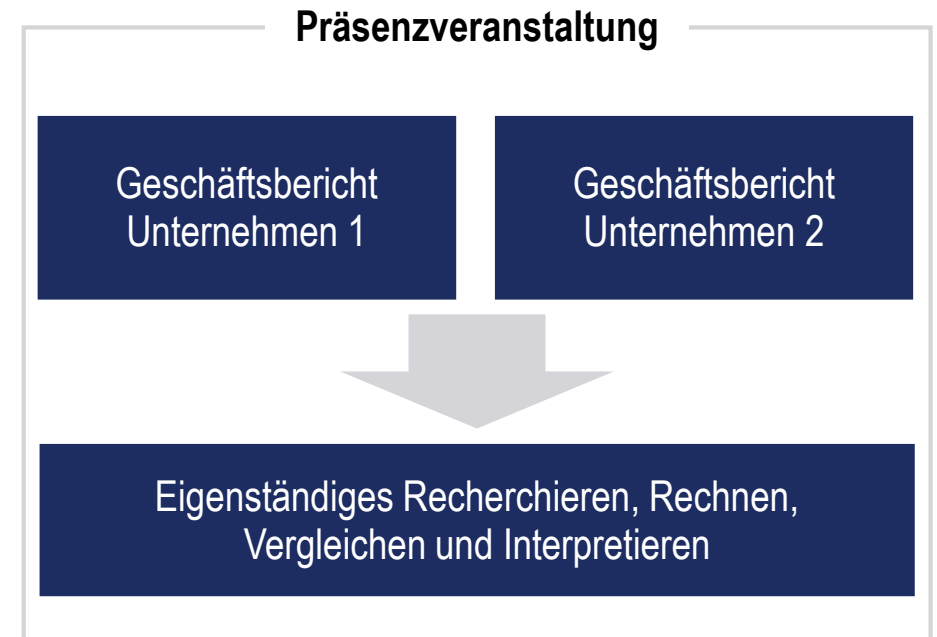 Präsenzveranstaltung
Geschäftsbericht
Unternehmen 1
Geschäftsbericht
Unternehmen 2
Eigenständiges Recherchieren, Rechnen,
Vergleichen und Interpretieren